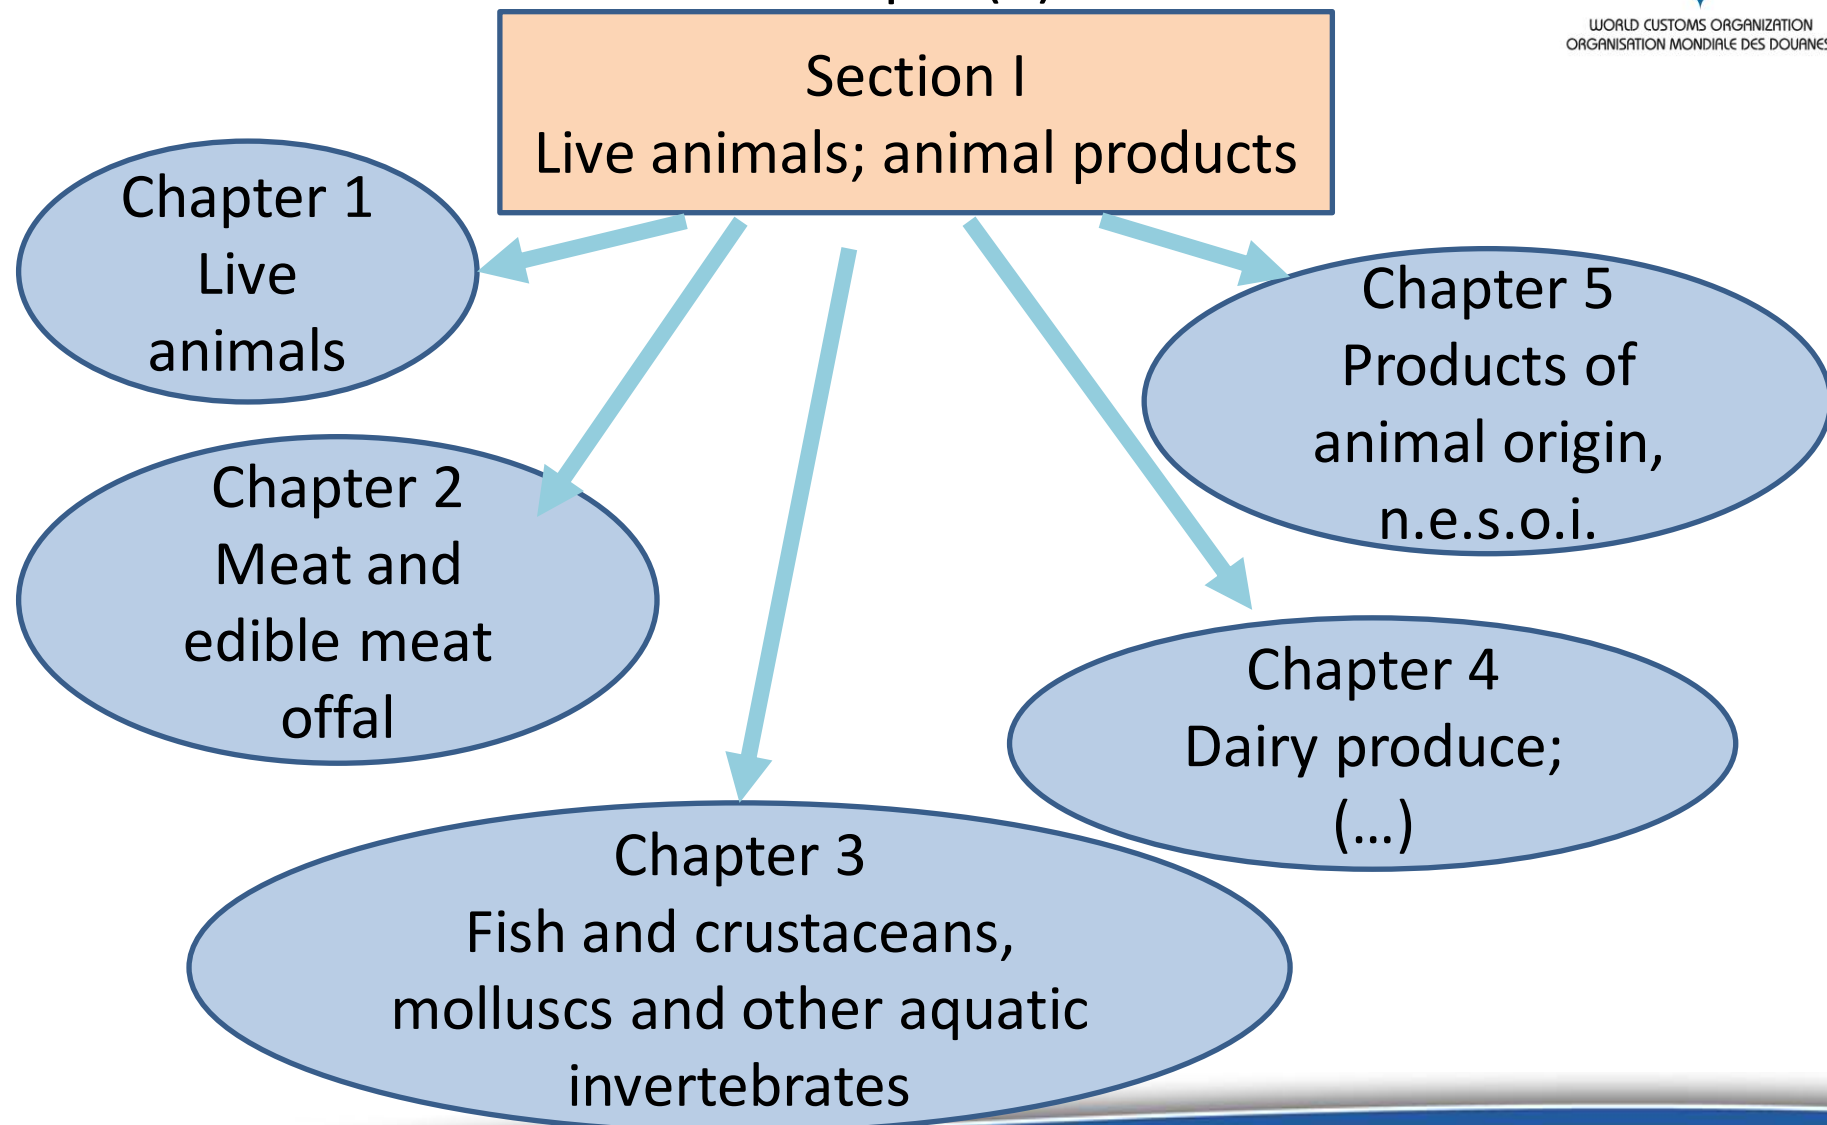 WORLD CUSTOMS ORGANIZATION
ORGANISATION MONDIALE DES DOUANES
Section I
Live animals; animal products
Chapter 1
Live
animals
Chapter 2
Meat and
edible meat
offal
Chapter 3
Fish and crustaceans,
molluscs and other aquatic
invertebrates
Chapter 4
Dairy produce;
(...)
Chapter 5
Products of
animal origin,
n.e.s.o.i.